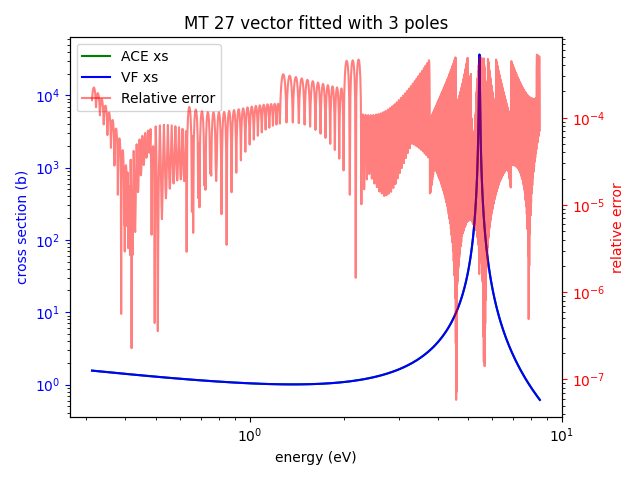 MT 27 vector fitted with 3 poles
ACE xs
VF xs
Relative error
cross section (b)
10^4
10^3
10^2
10^1
10^0
10^-4
10^-5
10^-6
10^-7
relative error
10^0
10^1
energy (eV)